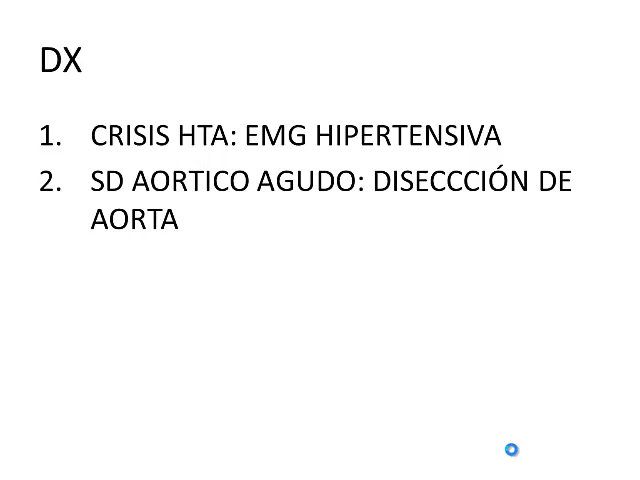 DX
1. CRISIS HTA: EMG HIPERTENSIVA
2. SD AORTICO AGUDO: DISECCCIÓN DE
AORTA